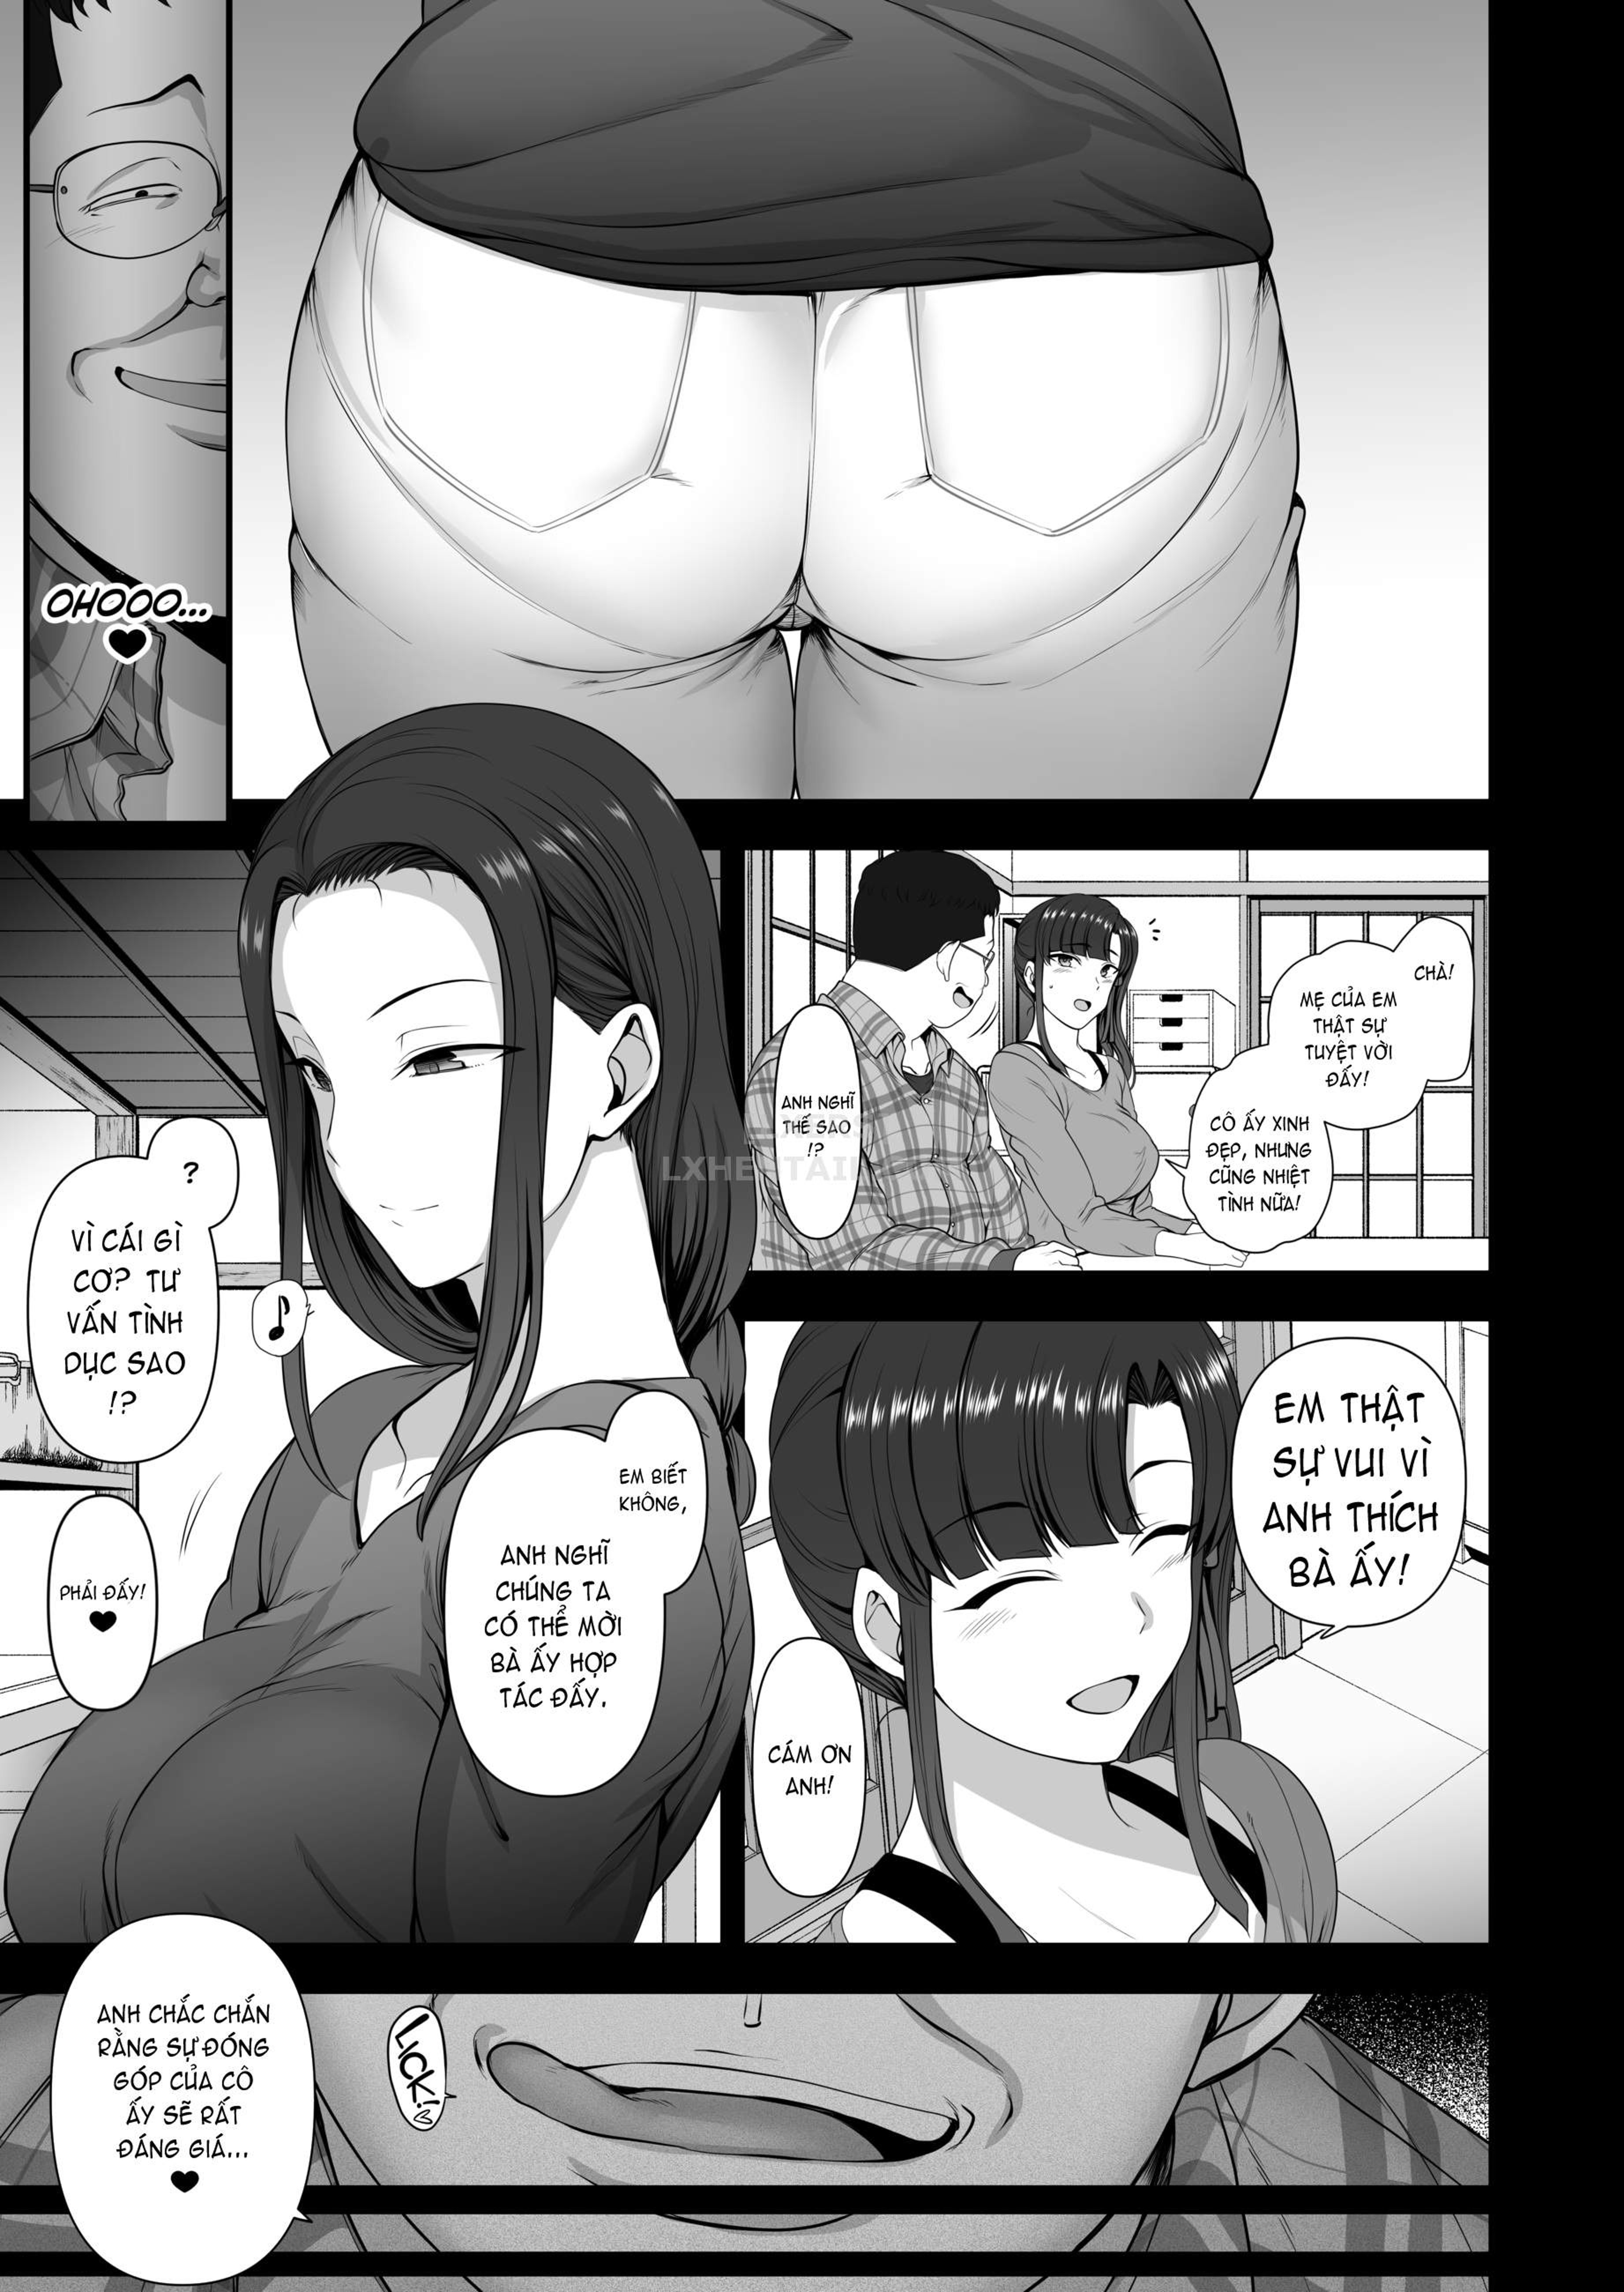 OHOOO...
CHÀ!
MẸ CỦA EM
THẬT SỰ
TUYỆT VỜI
ĐẤY!
CÔ ẤY XINH
ĐẸP, NHƯNG
CŨNG NHIỆT
TÌNH NỮA!
ANH NGHĨ
THẾ SAO
!?
EM THẬT
SỰ VUI VÌ
ANH THÍCH
BÀ ẤY!
CÁM ƠN
ANH!
EM BIẾT
KHÔNG,
ANH NGHĨ
CHÚNG TA
CÓ THỂ MỜI
BÀ ẤY HỢP
TÁC ĐẤY.
?
VÌ CÁI GÌ
CƠ? TƯ
VẤN TÌNH
DỤC SAO
!?
PHẢI ĐẤY!
LICK!
ANH CHẮC CHẮN
RẰNG SỰ ĐÓNG
GÓP CỦA CÔ
ẤY SẼ RẤT
ĐÁNG GIÁ...